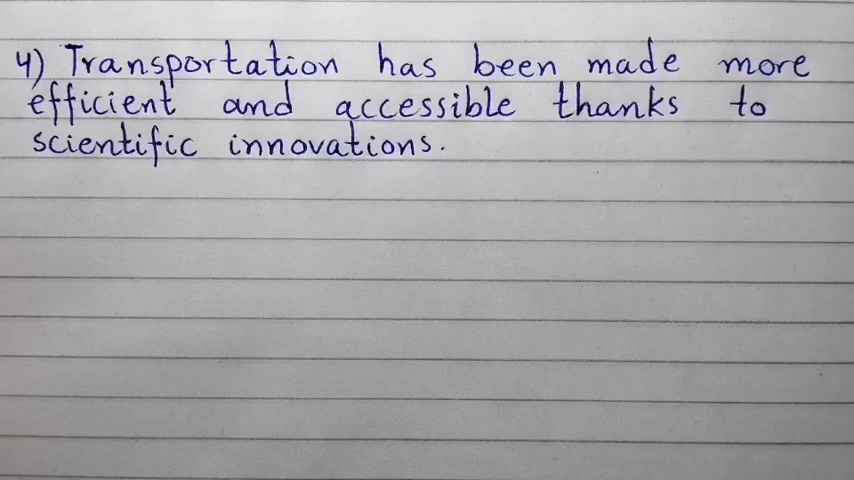 4) Transportation has been made more
efficient and accessible thanks to
scientific innovations.